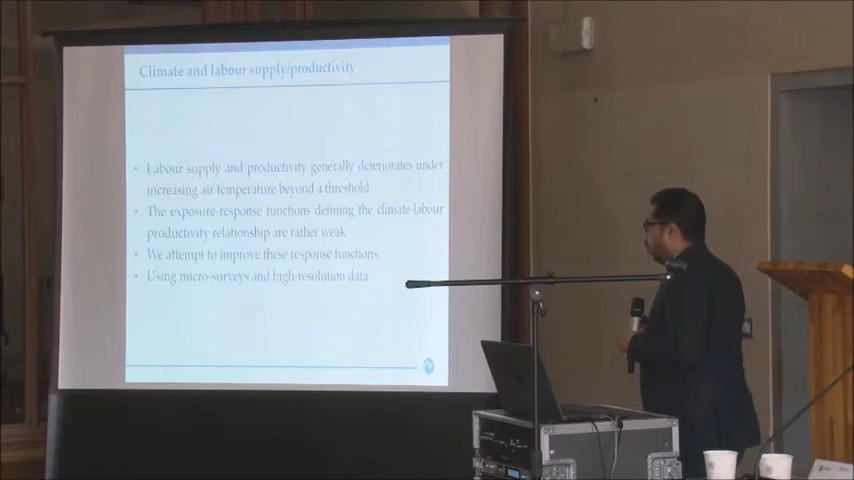 Climate and labour supply/productivity
• Labour supply and productivity generally deteriorates under
increasing air temperature beyond a threshold
• The exposure-response functions defining the climate-labour
productivity relationship are rather weak
• We attempt to improve these response functions
• Using micro-surveys and high-resolution data